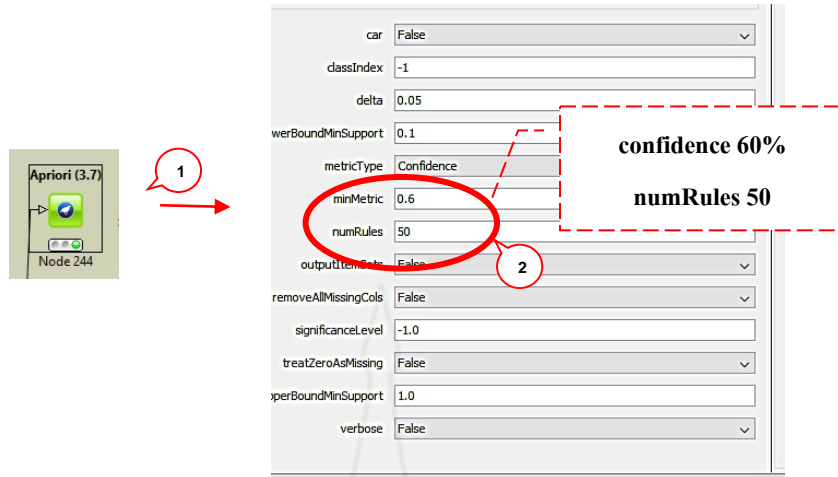 car False
classIndex -1
delta 0.05
werBoundMinSupport 0.1
metricType Confidence
minMetric 0.6
numRules 50
outputItemSets False
removeAllMissingCols False
significanceLevel -1.0
treatZeroAsMissing False
pperBoundMinSupport 1.0
verbose False
confidence 60%
numRules 50
Apriori (3.7)
Node 244
1
2